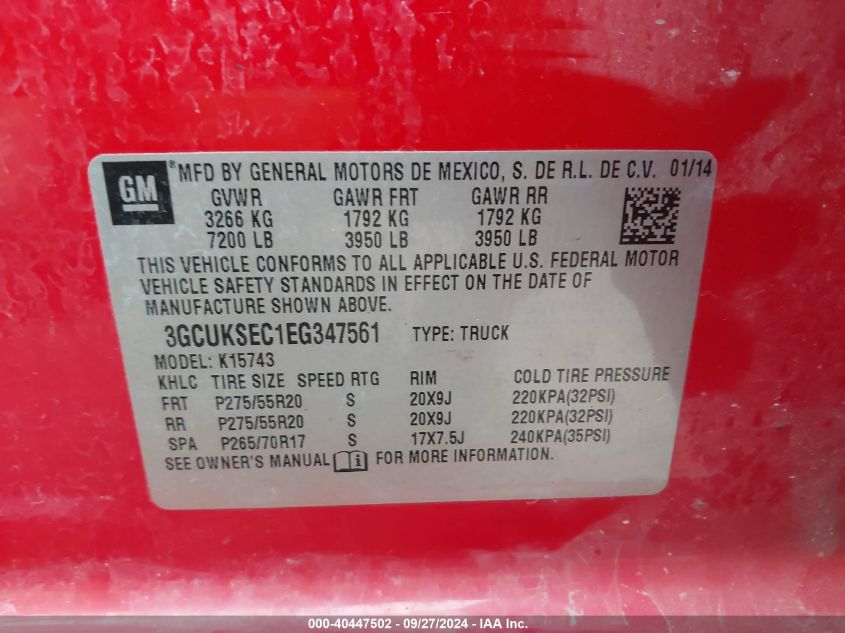 GM ® MFD BY GENERAL MOTORS DE MEXICO, S. DE R.L. DE C.V. 01/14
GVWR GAWR FRT GAWR RR
3266 KG 1792 KG 1792 KG
7200 LB 3950 LB 3950 LB
THIS VEHICLE CONFORMS TO ALL APPLICABLE U.S. FEDERAL MOTOR
VEHICLE SAFETY STANDARDS IN EFFECT ON THE DATE OF
MANUFACTURE SHOWN ABOVE.
3GCUKSEC1EG347561 TYPE: TRUCK
MODEL: K15743
KHLC TIRE SIZE SPEED RTG RIM COLD TIRE PRESSURE
FRT P275/55R20 S 20X9J 220KPA(32PSI)
RR P275/55R20 S 20X9J 220KPA(32PSI)
SPA P265/70R17 S 17X7.5J 240KPA(35PSI)
SEE OWNER'S MANUAL i FOR MORE INFORMATION.
000-40447502 - 09/27/2024 - IAA Inc.